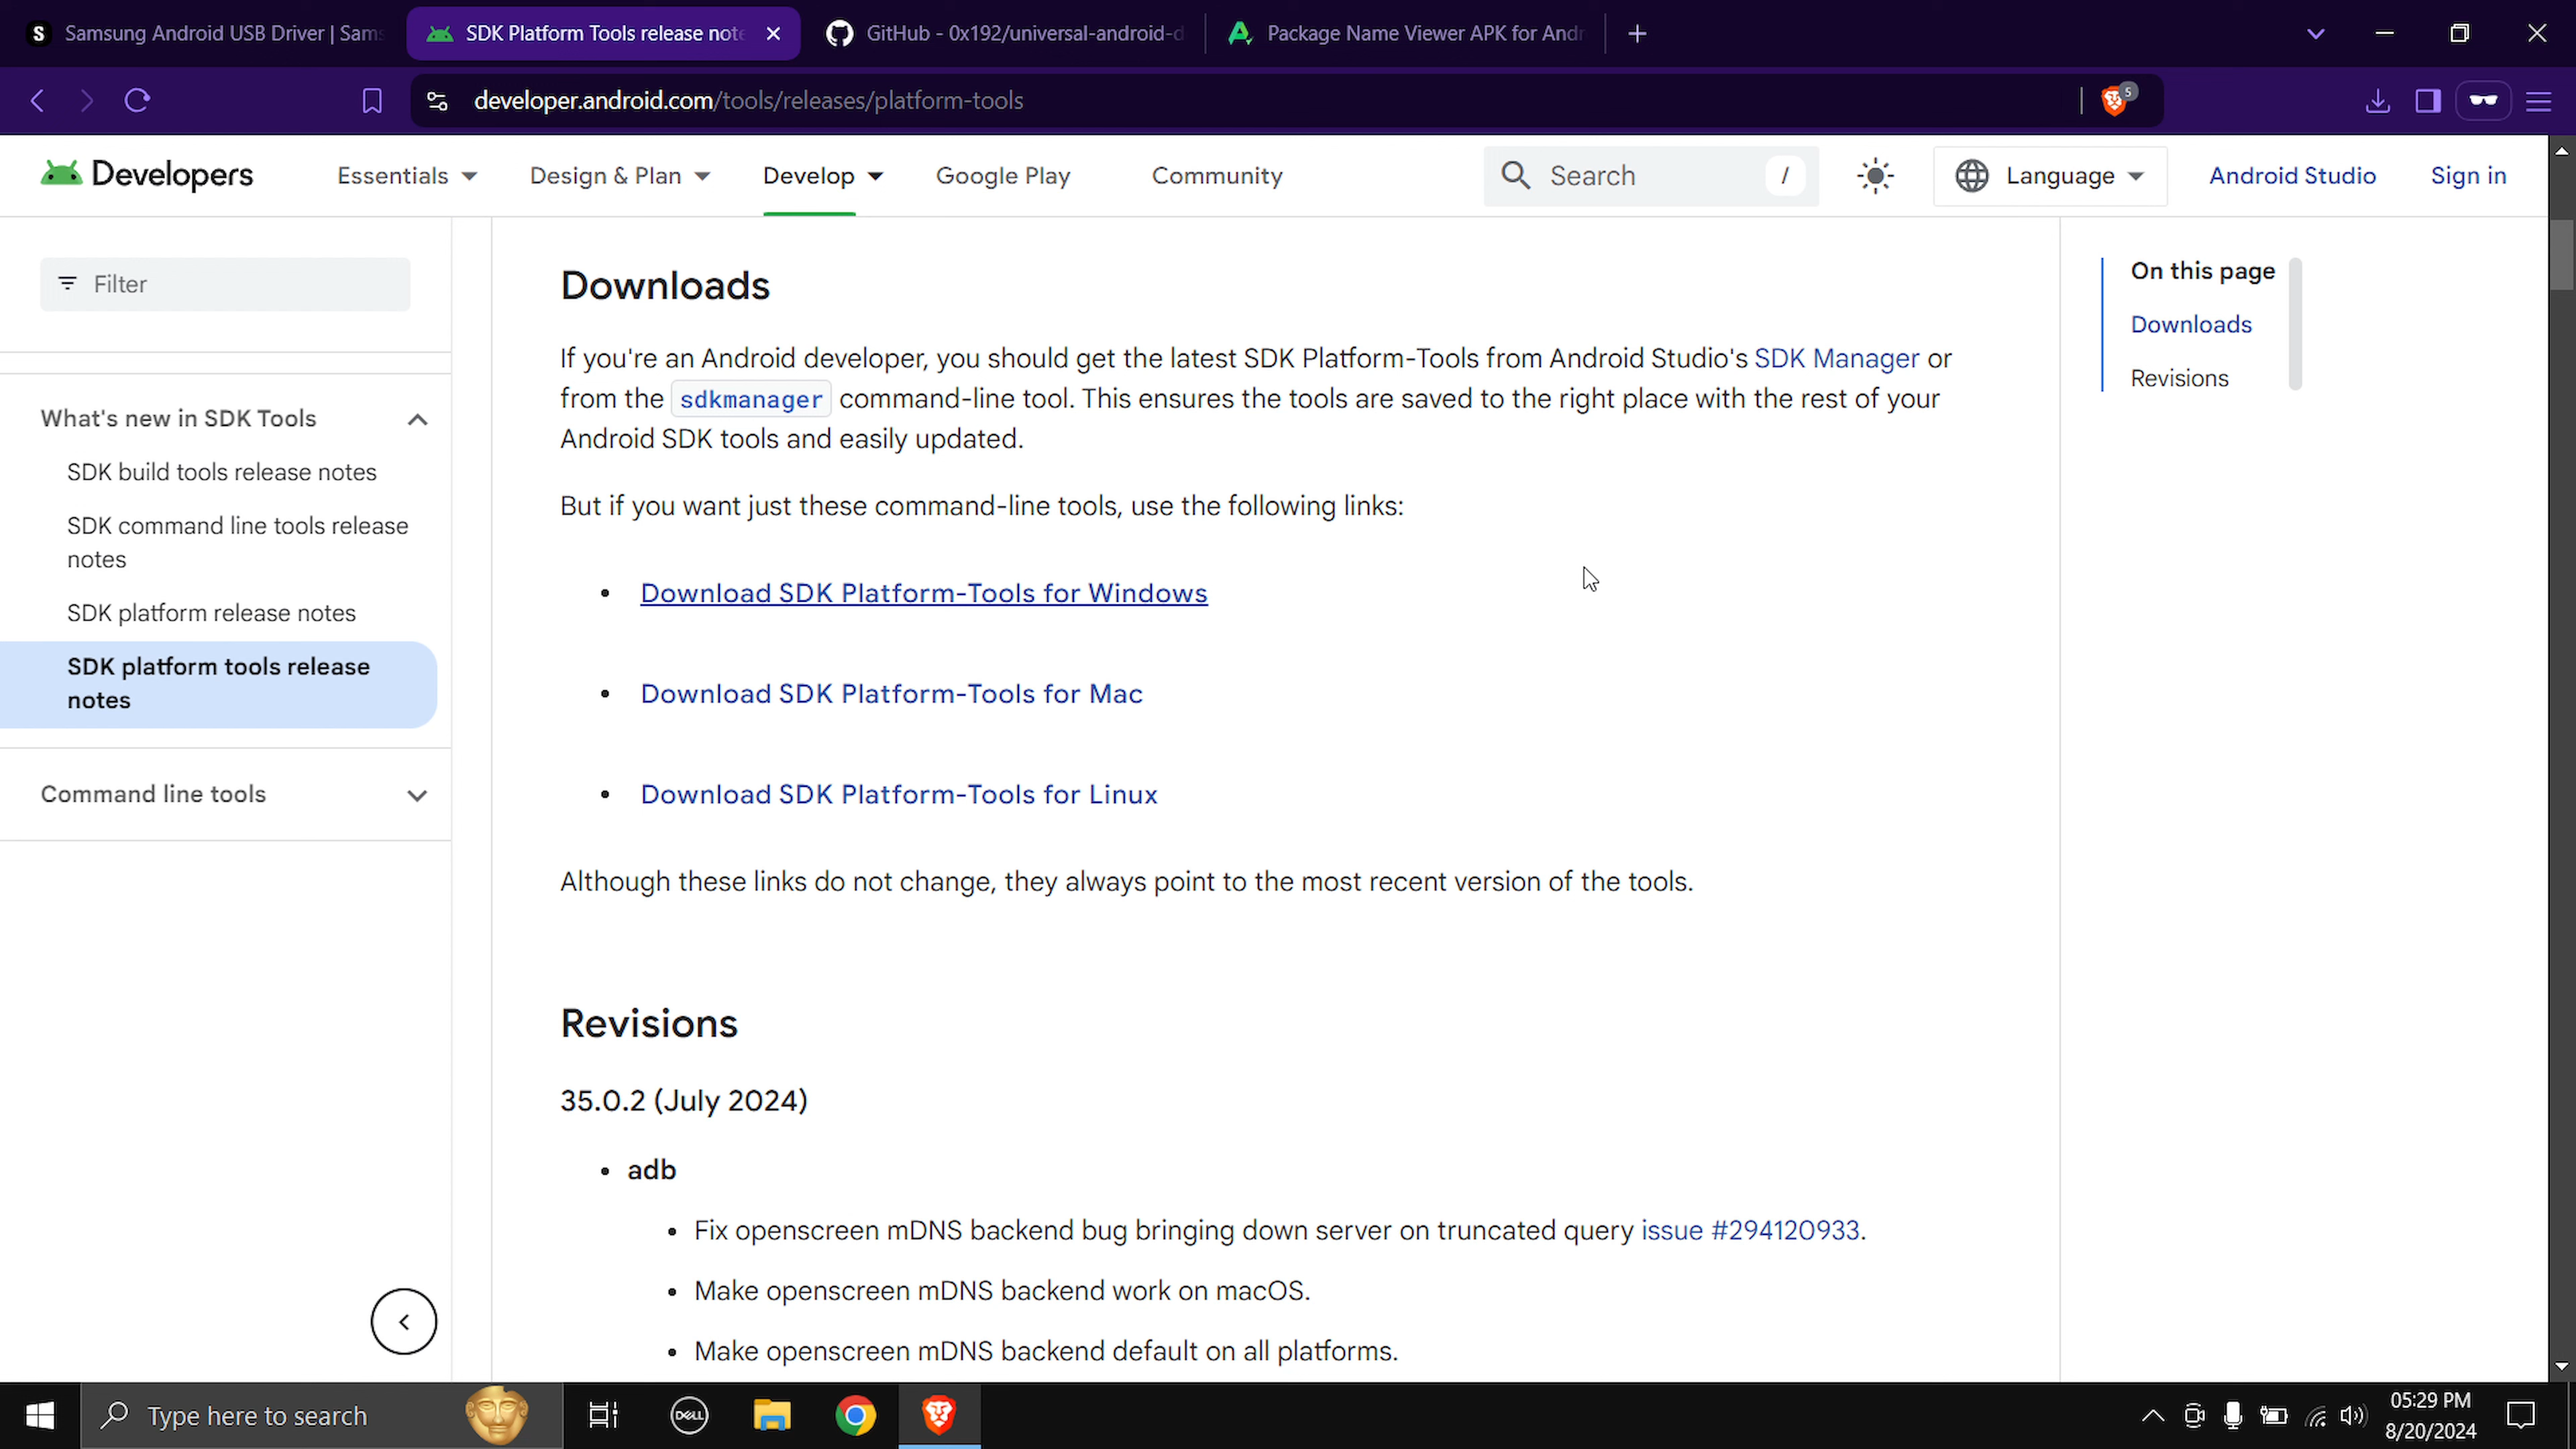 S Samsung Android USB Driver | Sams
SDK Platform Tools release note
GitHub - 0x192/universal-android-d
Package Name Viewer APK for Andr
developer.android.com/tools/releases/platform-tools
5
Developers
Essentials
Design & Plan
Develop
Google Play
Community
Search /
Language
Android Studio
Sign in
Filter
What's new in SDK Tools
SDK build tools release notes
SDK command line tools release
notes
SDK platform release notes
SDK platform tools release
notes
Command line tools
Downloads
If you're an Android developer, you should get the latest SDK Platform-Tools from Android Studio's SDK Manager or
from the sdkmanager command-line tool. This ensures the tools are saved to the right place with the rest of your
Android SDK tools and easily updated.
But if you want just these command-line tools, use the following links:
• Download SDK Platform-Tools for Windows
• Download SDK Platform-Tools for Mac
• Download SDK Platform-Tools for Linux
Although these links do not change, they always point to the most recent version of the tools.
Revisions
35.0.2 (July 2024)
• adb
• Fix openscreen mDNS backend bug bringing down server on truncated query issue #294120933.
• Make openscreen mDNS backend work on macOS.
• Make openscreen mDNS backend default on all platforms.
On this page
Downloads
Revisions
Type here to search
DELL
05:29 PM
8/20/2024